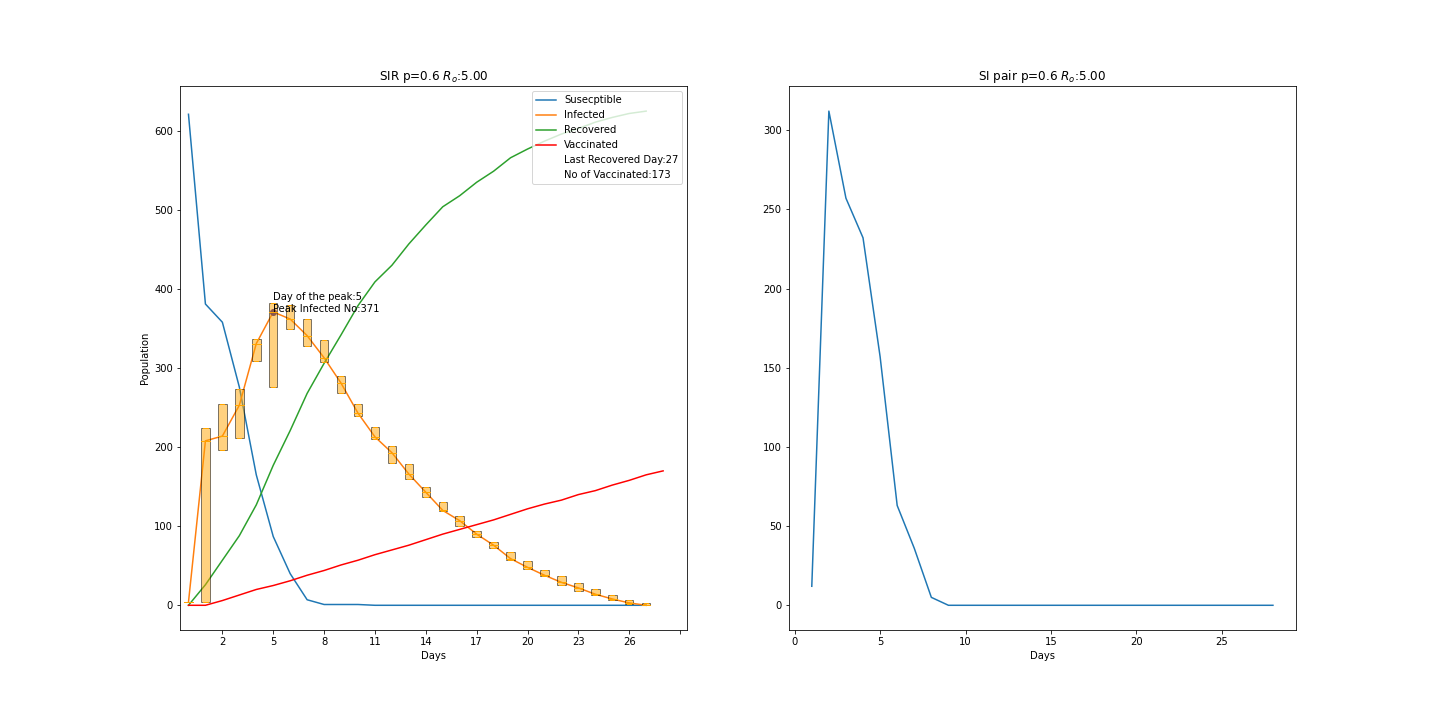 SIR p=0.6 Rₒ:5.00
Susecptible
Infected
Recovered
Vaccinated
Last Recovered Day:27
No of Vaccinated:173
Day of the peak:5
Peak Infected No:371
Population
600
500
400
300
200
100
0
2 5 8 11 14 17 20 23 26
Days
SI pair p=0.6 Rₒ:5.00
300
250
200
150
100
50
0
0 5 10 15 20 25
Days